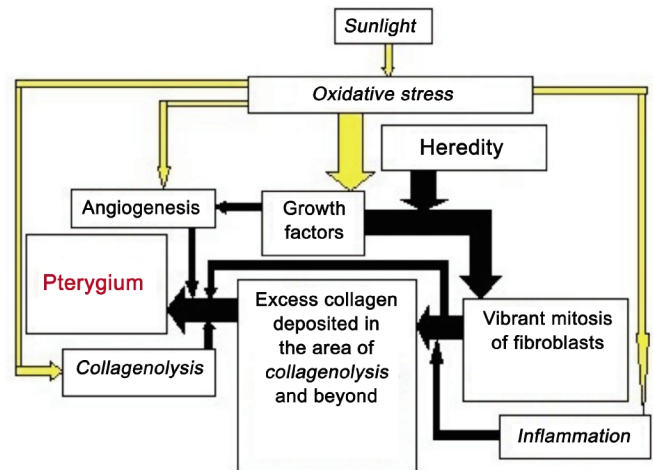 Sunlight
Oxidative stress
Heredity
Angiogenesis
Growth
factors
Pterygium
Excess collagen
deposited in
the area of
collagenolysis
and beyond
Vibrant mitosis
of fibroblasts
Collagenolysis
Inflammation